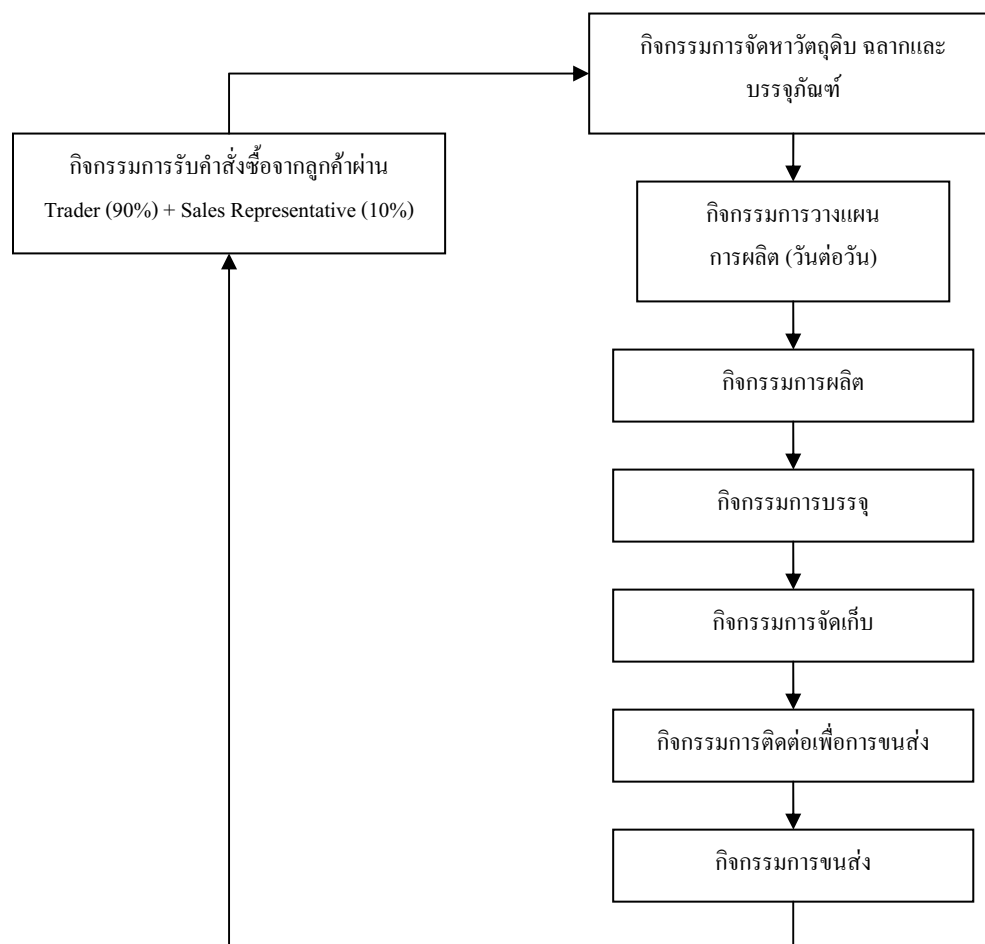 กิจกรรมการจัดหาวัตถุดิบ ฉลากและ
บรรจุภัณฑ์
กิจกรรมการรับคำสั่งซื้อจากลูกค้าผ่าน
Trader (90%) + Sales Representative (10%)
กิจกรรมการวางแผน
การผลิต (วันต่อวัน)
กิจกรรมการผลิต
กิจกรรมการบรรจุ
กิจกรรมการจัดเก็บ
กิจกรรมการติดต่อเพื่อการขนส่ง
กิจกรรมการขนส่ง